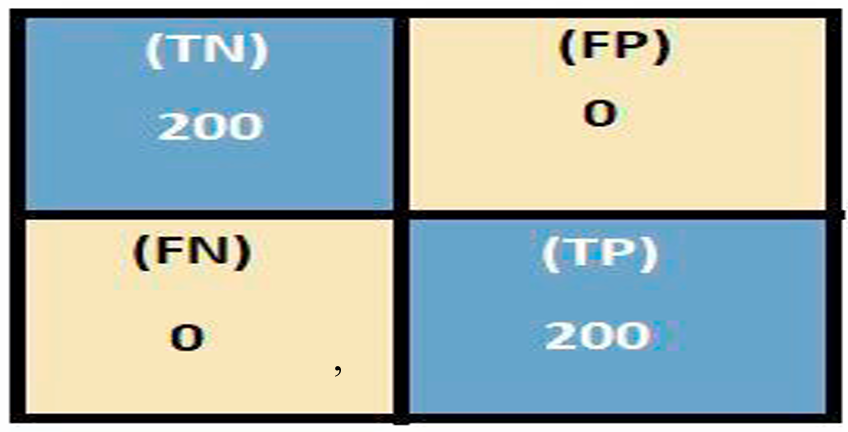 (TN)
200
(FP)
0
(FN)
0
,
(TP)
200